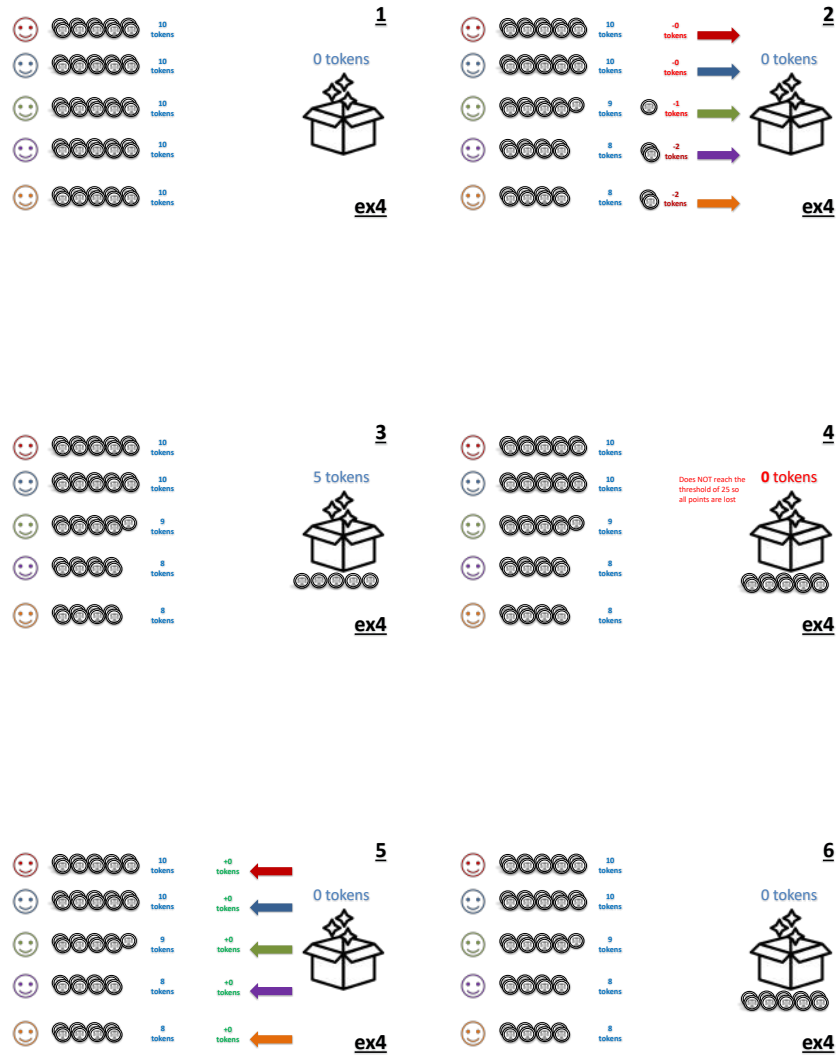 1
10
tokens
10
tokens
0 tokens
10
tokens
10
tokens
10
tokens
ex4
2
10
tokens
-0
tokens
10
tokens
-0
tokens
0 tokens
9
tokens
-1
tokens
8
tokens
-2
tokens
8
tokens
-2
tokens
ex4
3
10
tokens
10
tokens
5 tokens
9
tokens
8
tokens
8
tokens
ex4
4
10
tokens
10
tokens
Does NOT reach the
threshold of 25 so
all points are lost
0 tokens
9
tokens
8
tokens
8
tokens
ex4
5
10
tokens
+0
tokens
10
tokens
+0
tokens
0 tokens
9
tokens
+0
tokens
8
tokens
+0
tokens
8
tokens
+0
tokens
ex4
6
10
tokens
10
tokens
0 tokens
9
tokens
8
tokens
8
tokens
ex4